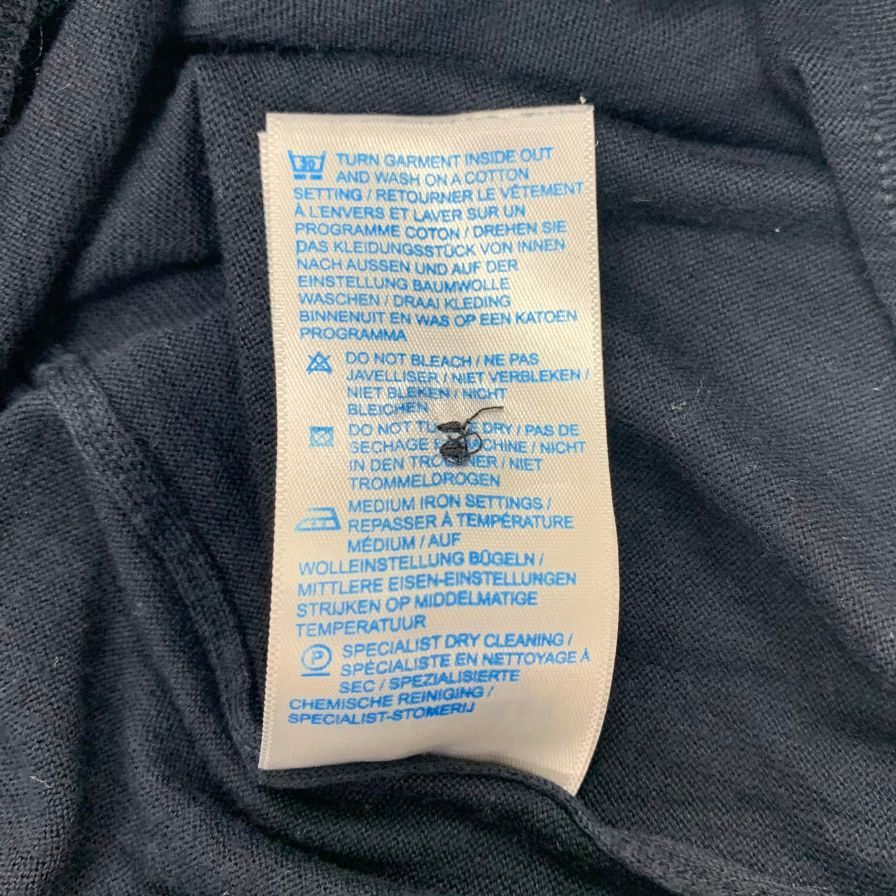 30 TURN GARMENT INSIDE OUT
AND WASH ON A COTTON
SETTING / RETOURNER LE VÊTEMENT
À L'ENVERS ET LAVER SUR UN
PROGRAMME COTON / DREHEN SIE
DAS KLEIDUNGSSTÜCK VON INNEN
NACH AUSSEN UND AUF DER
EINSTELLUNG BAUMWOLLE
WASCHEN / DRAAI KLEDING
BINNENUIT EN WAS OP EEN KATOEN
PROGRAMMA
DO NOT BLEACH / NE PAS
JAVELLISER / NIET VERBLEKEN /
NIET BLEKEN / NICHT
BLEICHEN
DO NOT DRY / PAS DE
SECHAGE / NICHT
IN DEN / NIET
TROMMELDROGEN
MEDIUM IRON SETTINGS /
REPASSER À TEMPÉRATURE
MÉDIUM / AUF
WOLLEINSTELLUNG BÜGELN /
MITTLERE EISEN-EINSTELLUNGEN
STRIJKEN OP MIDDELMATIGE
TEMPERATUUR
P SPECIALIST DRY CLEANING /
SPÉCIALISTE EN NETTOYAGE À
SEC / SPEZIALISIERTE
CHEMISCHE REINIGING /
SPECIALIST-STOMERIJ